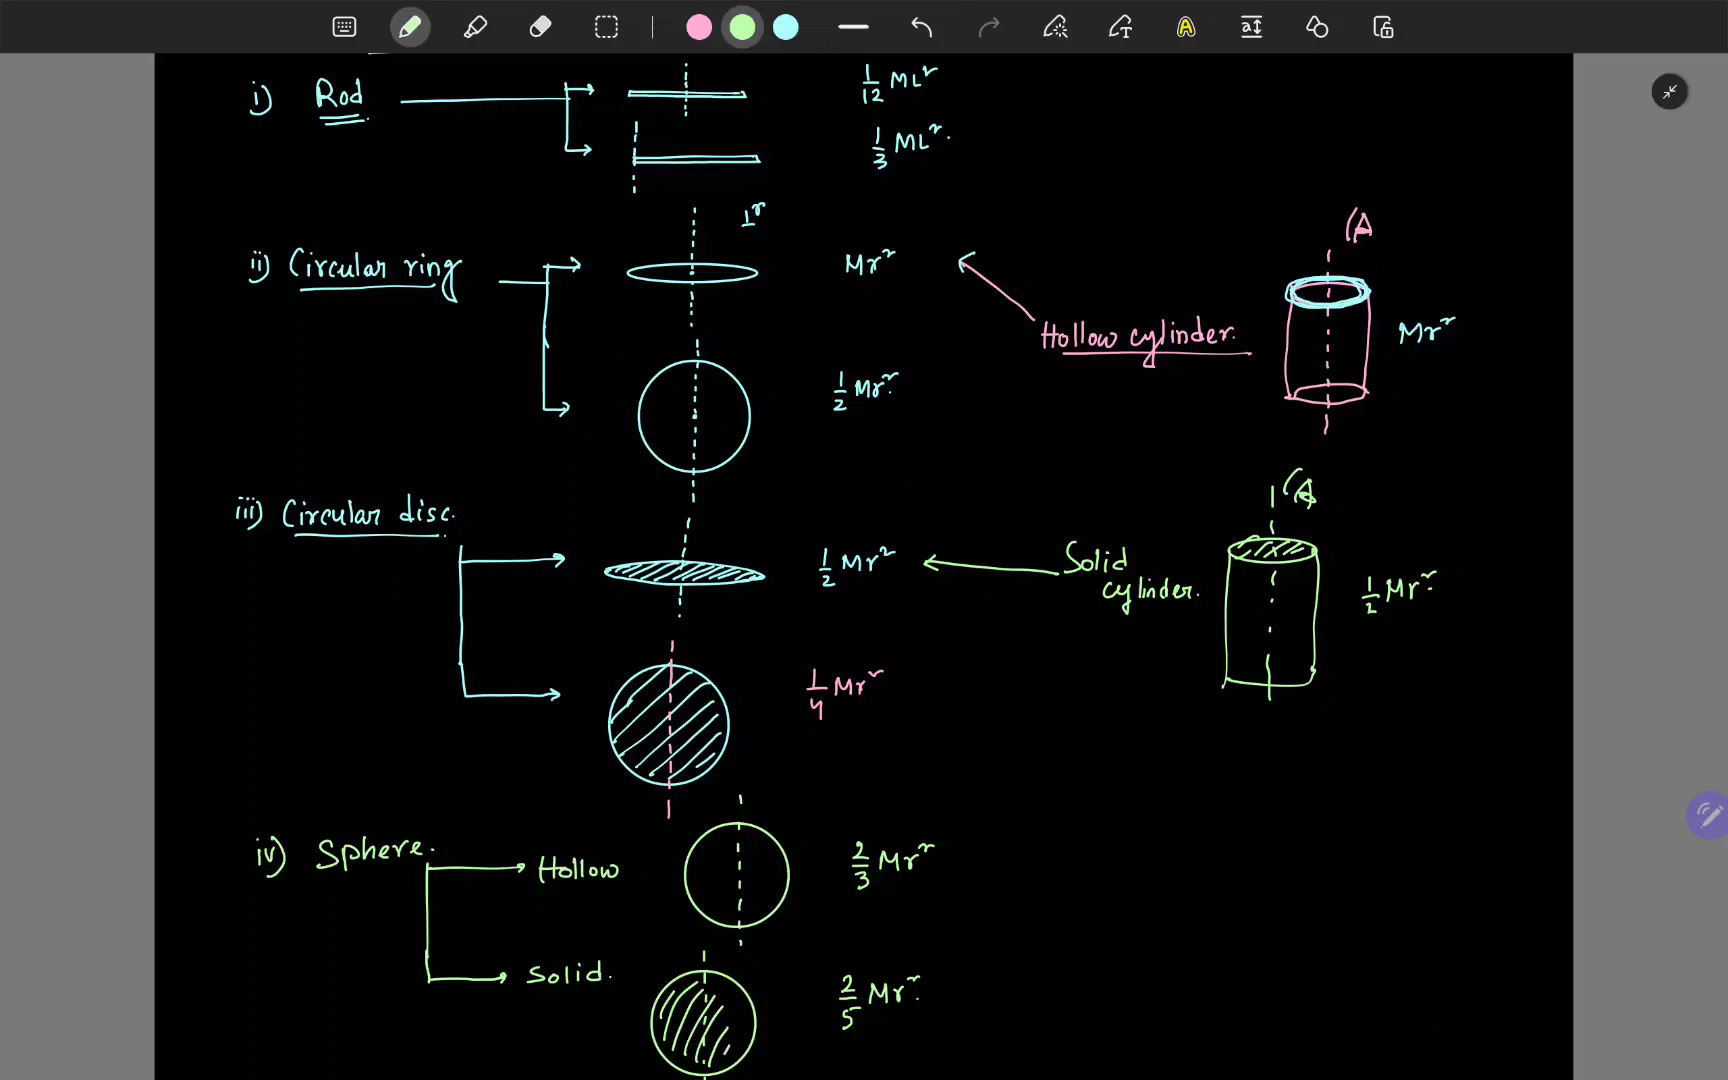 i) Rod
1/12 ML²
1/3 ML².
⊥r
ii) Circular ring
Mr²
1/2 Mr².
Hollow cylinder.
Mr²
iii) Circular disc.
1/2 Mr²
1/4 Mr²
Solid
cylinder.
1/2 Mr².
iv) Sphere.
Hollow
2/3 Mr²
Solid.
2/5 Mr².